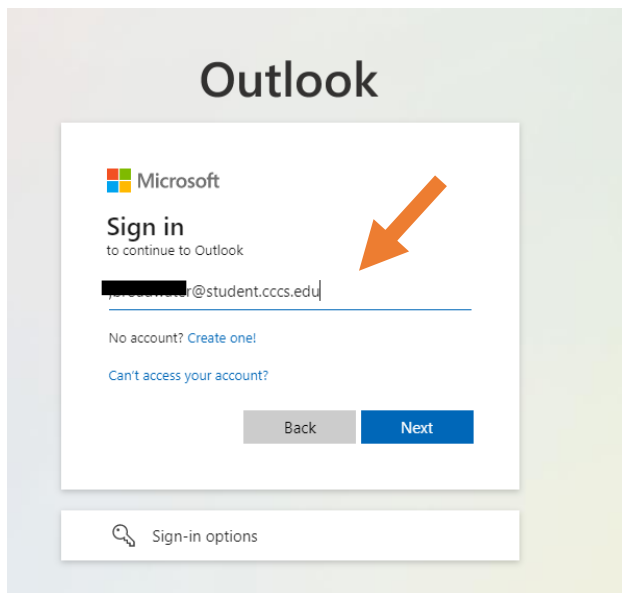 Outlook
Microsoft
Sign in
to continue to Outlook
r@student.cccs.edu
No account? Create one!
Can't access your account?
Back
Next
Sign-in options